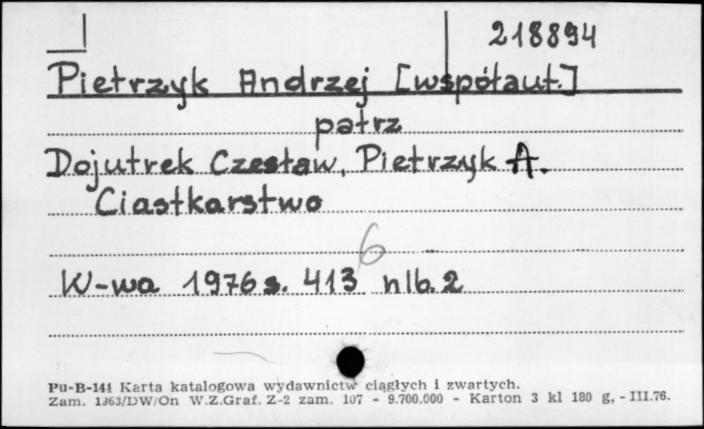 218894
Pietrzyk Andrzej [współaut.]
patrz
Dojutrek Czesław, Pietrzyk A.
Ciastkarstwo
6
W-wa 1976 s. 413 nlb. 2
Pu-B-141 Karta katalogowa wydawnictw ciągłych i zwartych.
Zam. 1363/DW/On W.Z.Graf. Z-2 zam. 107 - 9.700.000 - Karton 3 kl 180 g, - III.76.